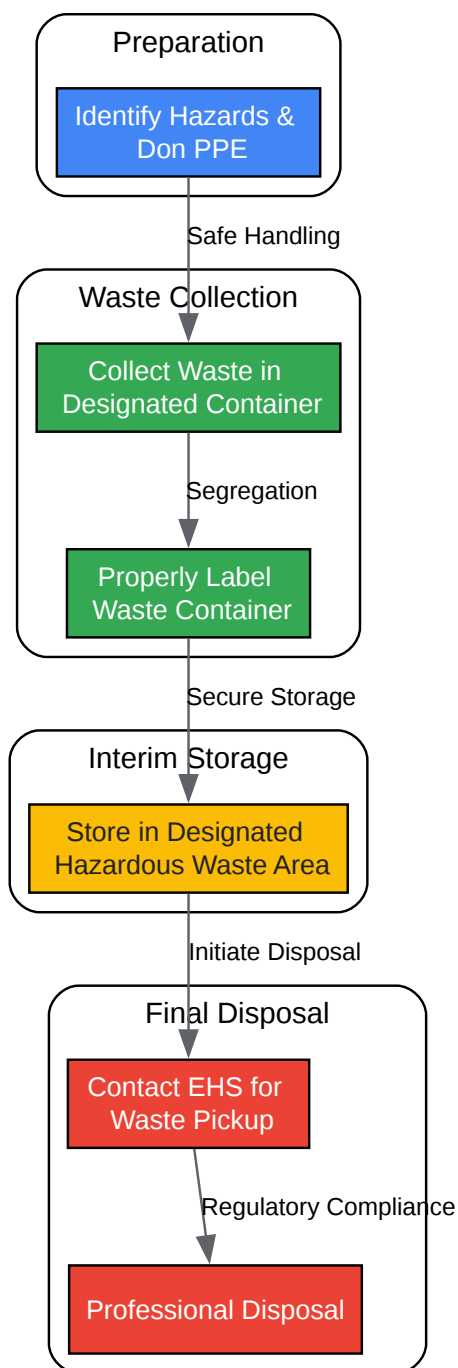 Preparation
Identify Hazards &
Don PPE
Safe Handling
Waste Collection
Collect Waste in
Designated Container
Segregation
Properly Label
Waste Container
Secure Storage
Interim Storage
Store in Designated
Hazardous Waste Area
Initiate Disposal
Final Disposal
Contact EHS for
Waste Pickup
Regulatory Compliance
Professional Disposal